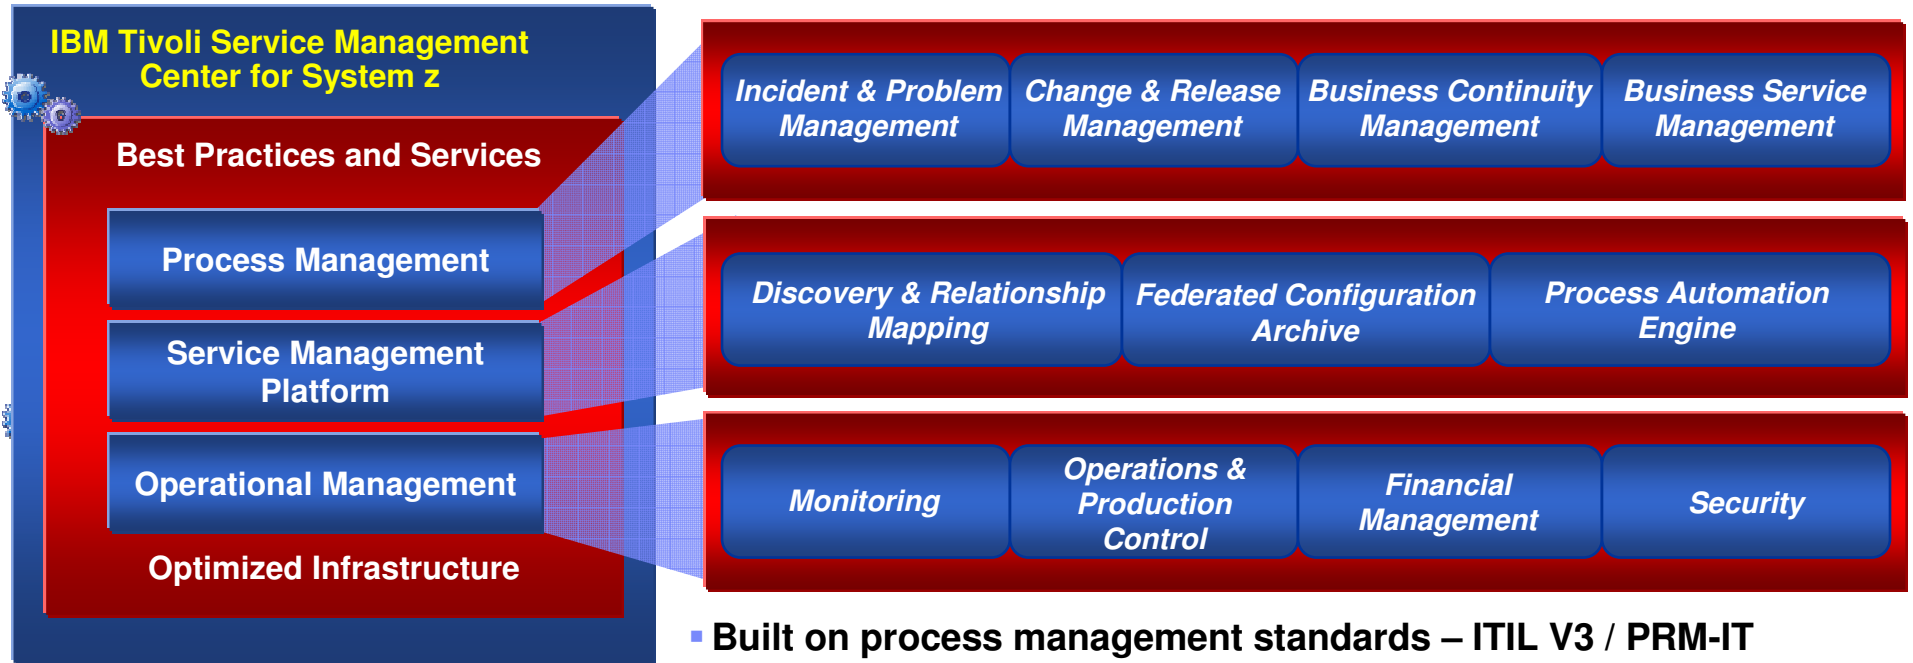 IBM Tivoli Service Management
Center for System z
Best Practices and Services
Process Management
Service Management
Platform
Operational Management
Optimized Infrastructure
Incident & Problem
Management
Change & Release
Management
Business Continuity
Management
Business Service
Management
Discovery & Relationship
Mapping
Federated Configuration
Archive
Process Automation
Engine
Monitoring
Operations &
Production
Control
Financial
Management
Security
▪ Built on process management standards – ITIL V3 / PRM-IT